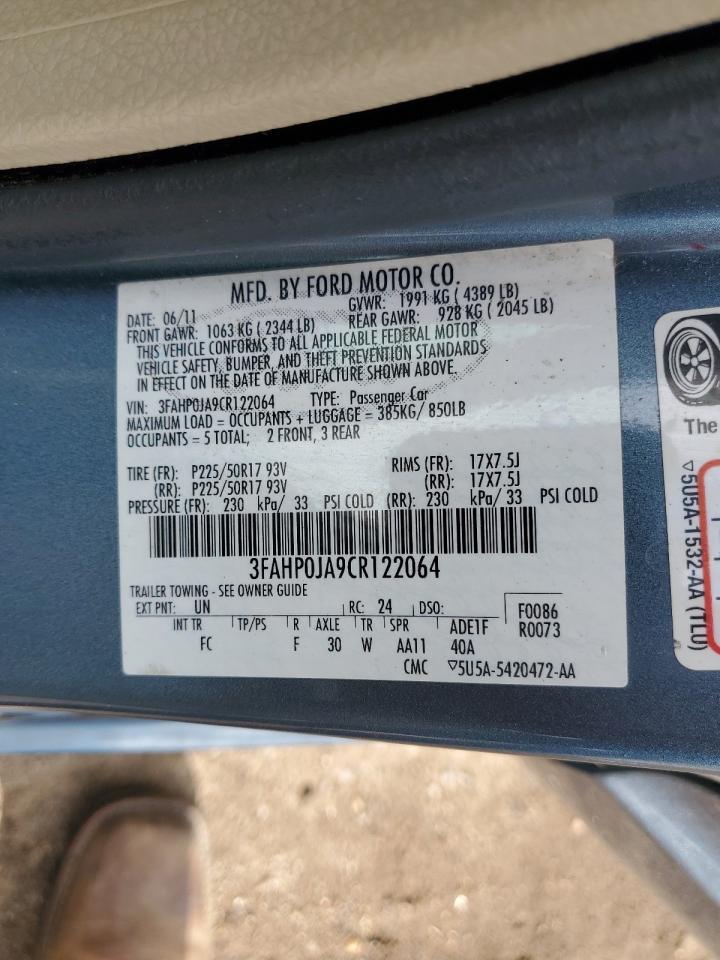 MFD. BY FORD MOTOR CO.
DATE: 06/11 GVWR: 1991 KG ( 4389 LB)
FRONT GAWR: 1063 KG ( 2344 LB) REAR GAWR: 928 KG ( 2045 LB)
THIS VEHICLE CONFORMS TO ALL APPLICABLE FEDERAL MOTOR
VEHICLE SAFETY, BUMPER, AND THEFT PREVENTION STANDARDS
IN EFFECT ON THE DATE OF MANUFACTURE SHOWN ABOVE.
VIN: 3FAHP0JA9CR122064 TYPE: Passenger Car
MAXIMUM LOAD = OCCUPANTS + LUGGAGE = 385KG/ 850LB
OCCUPANTS = 5 TOTAL; 2 FRONT, 3 REAR
TIRE (FR): P225/50R17 93V RIMS (FR): 17X7.5J
(RR): P225/50R17 93V (RR): 17X7.5J
PRESSURE (FR): 230 kPa/ 33 PSI COLD (RR): 230 kPa/ 33 PSI COLD
3FAHP0JA9CR122064
TRAILER TOWING - SEE OWNER GUIDE
EXT PNT: UN RC: 24 DSO: F0086
INT TR TP/PS R AXLE TR SPR ADE1F R0073
FC F 30 W AA11 40A
CMC ▽5U5A-5420472-AA
The
▽5U5A-1532-AA (TLU)